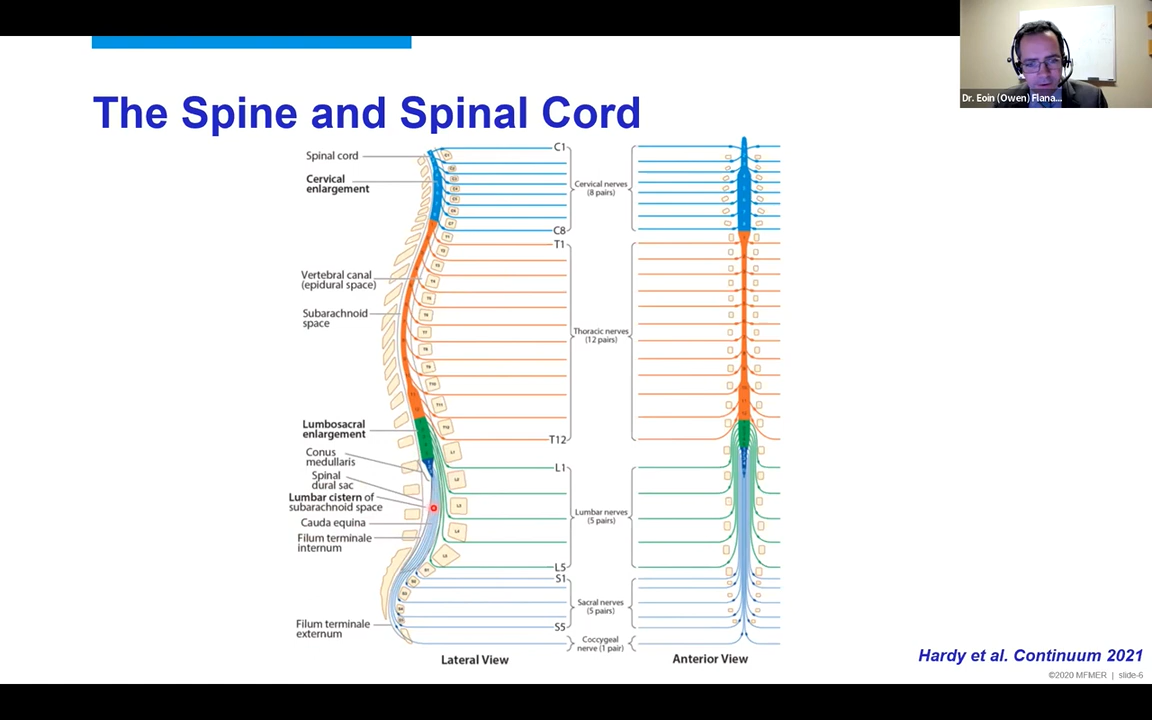 Dr. Eoin (Owen) Flana...
The Spine and Spinal Cord
Spinal cord
Cervical
enlargement
Vertebral canal
(epidural space)
Subarachnoid
space
Lumbosacral
enlargement
Conus
medullaris
Spinal
dural sac
Lumbar cistern of
subarachnoid space
Cauda equina
Filum terminale
internum
Filum terminale
externum
C1
C8
T1
T12
L1
L5
S1
S5
Cervical nerves
(8 pairs)
Thoracic nerves
(12 pairs)
Lumbar nerves
(5 pairs)
Sacral nerves
(5 pairs)
Coccygeal
nerve (1 pair)
Lateral View
Anterior View
Hardy et al. Continuum 2021
©2020 MFMER | slide-6